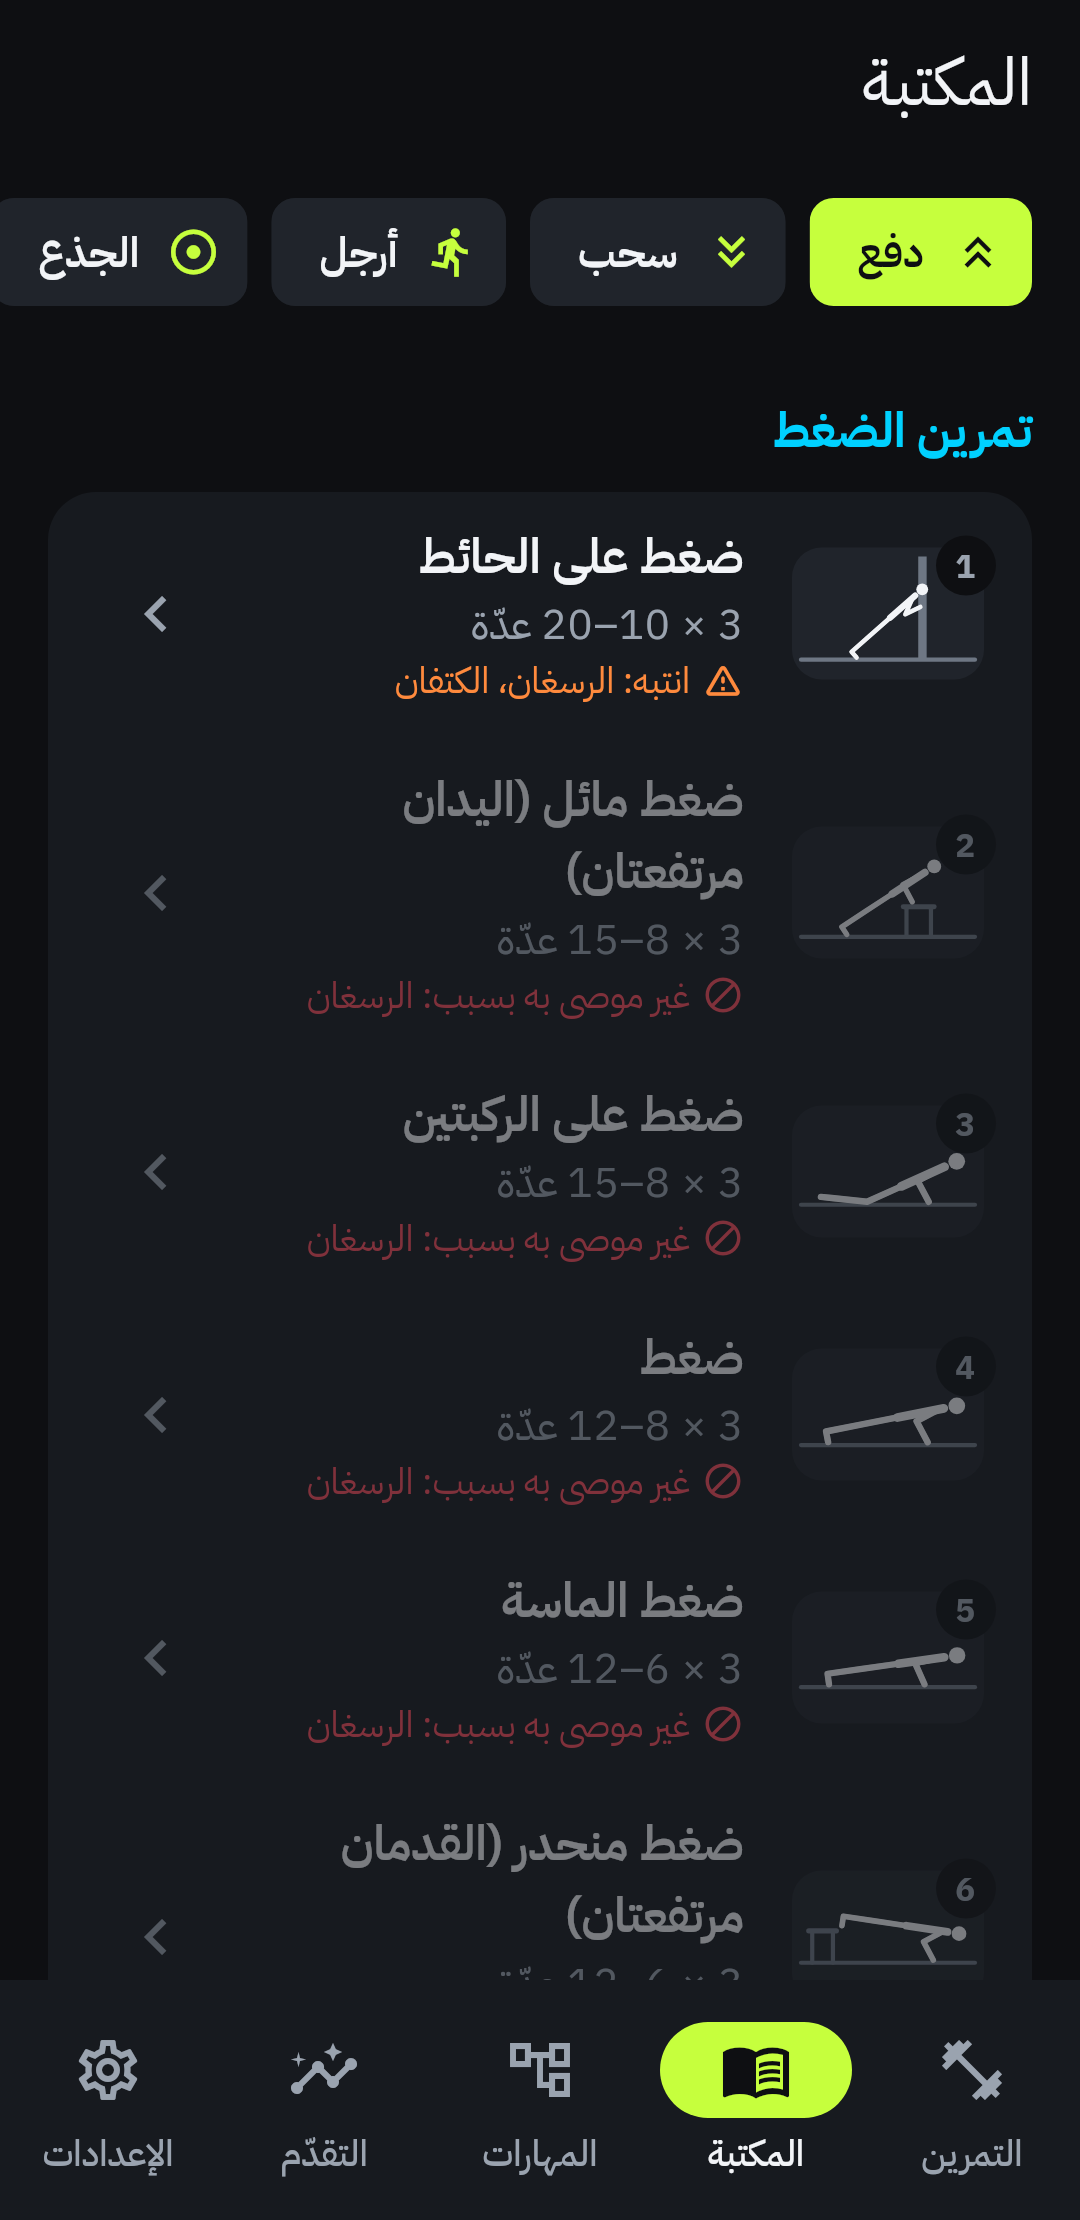 المكتبة
دفع
سحب
أرجل
الجذع
تمرين الضغط
1
ضغط على الحائط
3 × 10–20 عدّة
انتبه: الرسغان، الكتفان
2
ضغط مائل (اليدان
مرتفعتان)
3 × 8–15 عدّة
غير موصى به بسبب: الرسغان
3
ضغط على الركبتين
3 × 8–15 عدّة
غير موصى به بسبب: الرسغان
4
ضغط
3 × 8–12 عدّة
غير موصى به بسبب: الرسغان
5
ضغط الماسة
3 × 6–12 عدّة
غير موصى به بسبب: الرسغان
6
ضغط منحدر (القدمان
مرتفعتان)
3 × 6–12 عدّة
التمرين
المكتبة
المهارات
التقدّم
الإعدادات